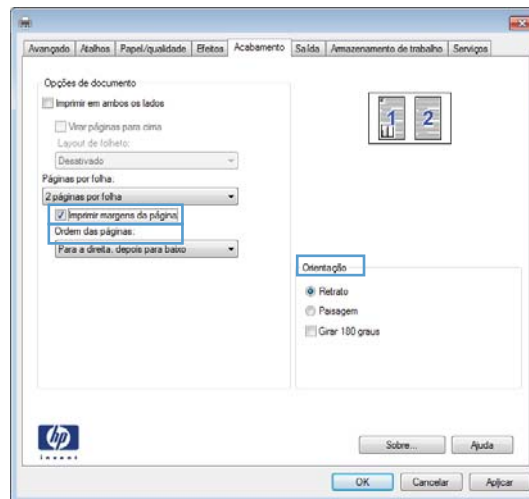 Avançado Atalhos Papel/qualidade Efeitos Acabamento Saída Armazenamento de trabalho Serviços
Opções de documento
Imprimir em ambos os lados
Virar páginas para cima
Layout de folheto:
Desativado
Páginas por folha:
2 páginas por folha
Imprimir margens da página
Ordem das páginas:
Para a direita, depois para baixo
1 2
Orientação
Retrato
Paisagem
Girar 180 graus
hp
invent
Sobre... Ajuda
OK Cancelar Aplicar